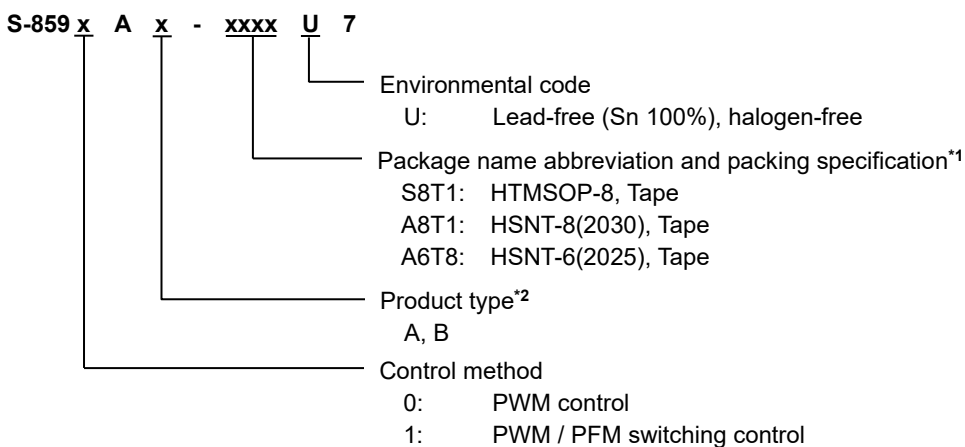 S-859 x A x - xxxx U 7
Environmental code
U: Lead-free (Sn 100%), halogen-free
Package name abbreviation and packing specification*1
S8T1: HTMSOP-8, Tape
A8T1: HSNT-8(2030), Tape
A6T8: HSNT-6(2025), Tape
Product type*2
A, B
Control method
0: PWM control
1: PWM / PFM switching control